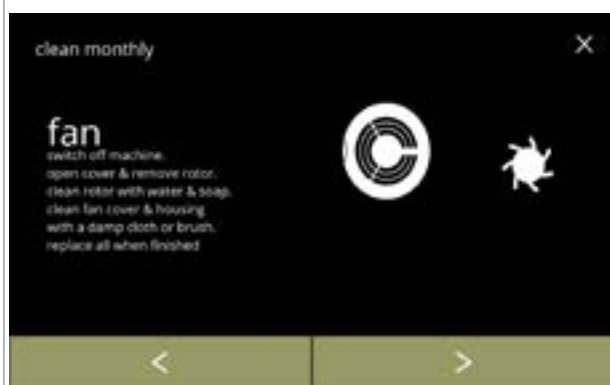 clean monthly
fan
switch off machine.
open cover & remove rotor.
clean rotor with water & soap.
clean fan cover & housing
with a damp cloth or brush.
replace all when finished